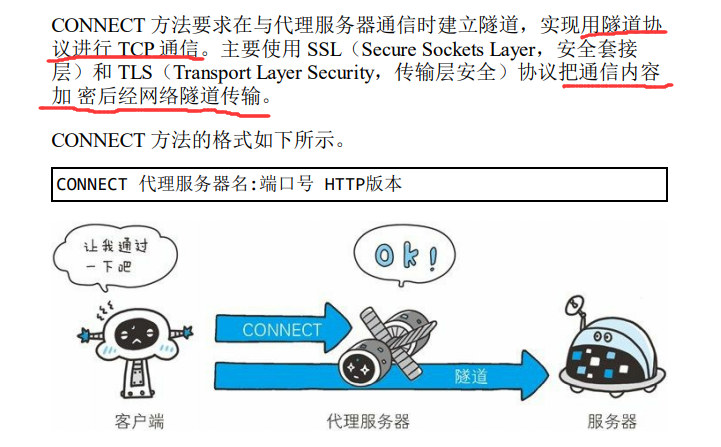 CONNECT 方法要求在与代理服务器通信时建立隧道，实现用隧道协
议进行 TCP 通信。主要使用 SSL（Secure Sockets Layer，安全套接
层）和 TLS（Transport Layer Security，传输层安全）协议把通信内容
加 密后经网络隧道传输。
CONNECT 方法的格式如下所示。
CONNECT 代理服务器名:端口号 HTTP版本
让我通过
一下吧
Ok!
CONNECT
隧道
客户端
代理服务器
服务器